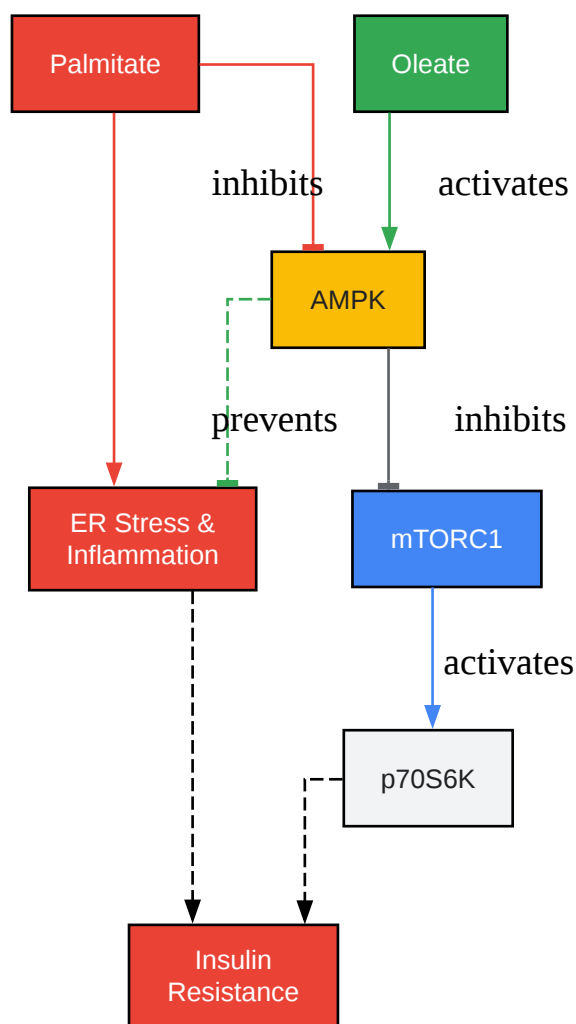 Palmitate
Oleate
inhibits
activates
AMPK
prevents
inhibits
ER Stress &
Inflammation
mTORC1
activates
p70S6K
Insulin
Resistance